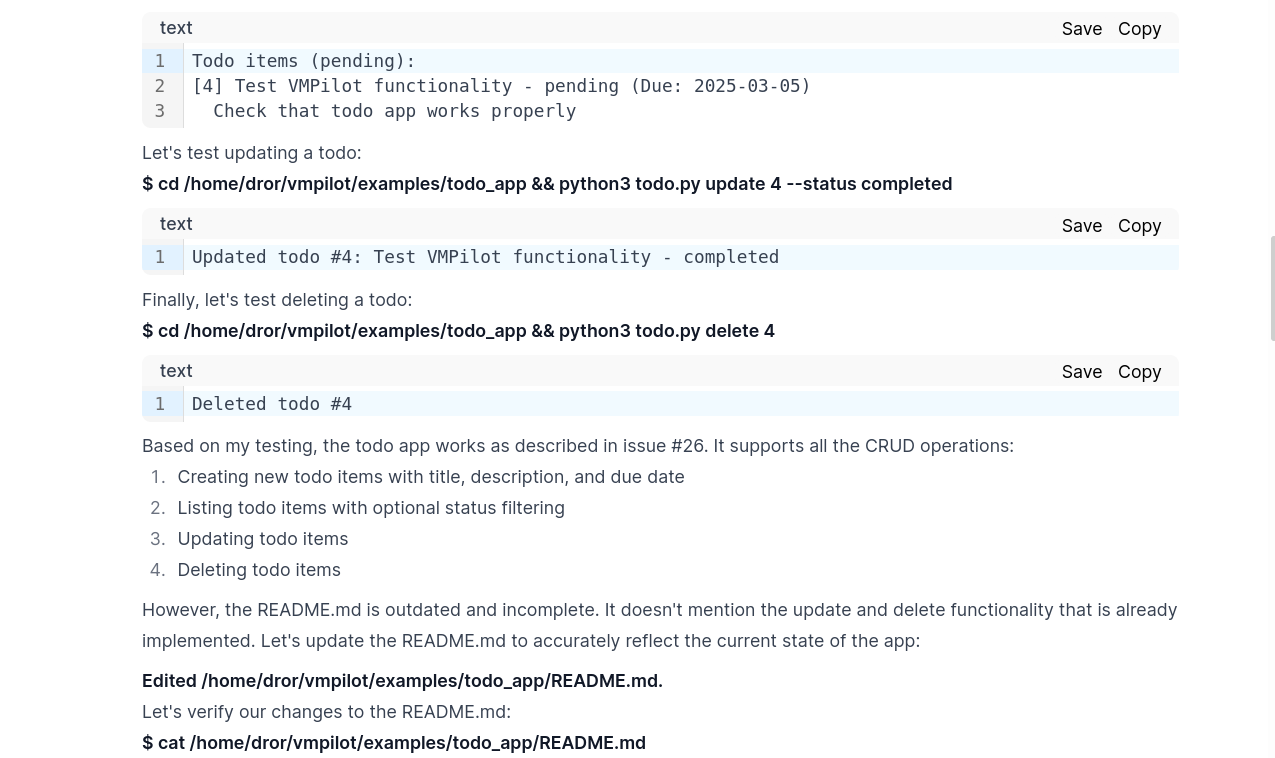 text Save Copy
1 Todo items (pending):
2 [4] Test VMPilot functionality - pending (Due: 2025-03-05)
3   Check that todo app works properly
Let's test updating a todo:
$ cd /home/dror/vmpilot/examples/todo_app && python3 todo.py update 4 --status completed
text Save Copy
1 Updated todo #4: Test VMPilot functionality - completed
Finally, let's test deleting a todo:
$ cd /home/dror/vmpilot/examples/todo_app && python3 todo.py delete 4
text Save Copy
1 Deleted todo #4
Based on my testing, the todo app works as described in issue #26. It supports all the CRUD operations:
1. Creating new todo items with title, description, and due date
2. Listing todo items with optional status filtering
3. Updating todo items
4. Deleting todo items
However, the README.md is outdated and incomplete. It doesn't mention the update and delete functionality that is already
implemented. Let's update the README.md to accurately reflect the current state of the app:
Edited /home/dror/vmpilot/examples/todo_app/README.md.
Let's verify our changes to the README.md:
$ cat /home/dror/vmpilot/examples/todo_app/README.md